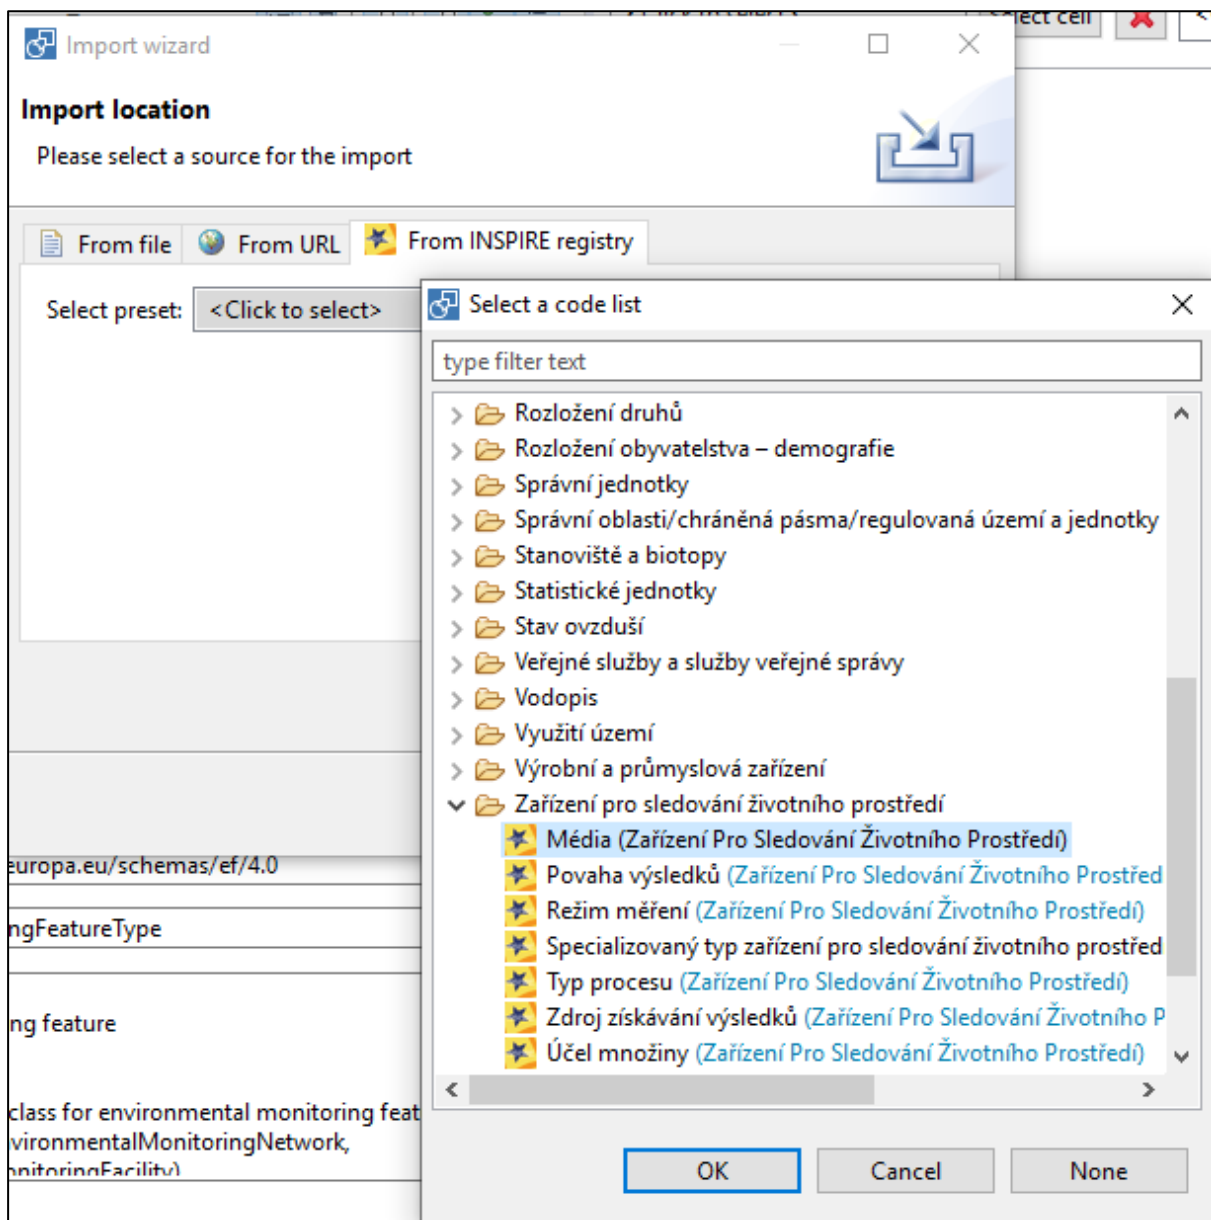 Import wizard
Import location
Please select a source for the import
From file
From URL
From INSPIRE registry
Select preset:
<Click to select>
Select a code list
type filter text
Rozložení druhů
Rozložení obyvatelstva – demografie
Správní jednotky
Správní oblasti/chráněná pásma/regulovaná území a jednotky
Stanoviště a biotopy
Statistické jednotky
Stav ovzduší
Veřejné služby a služby veřejné správy
Vodopis
Využití území
Výrobní a průmyslová zařízení
Zařízení pro sledování životního prostředí
Média (Zařízení Pro Sledování Životního Prostředí)
Povaha výsledků (Zařízení Pro Sledování Životního Prostřed
Režim měření (Zařízení Pro Sledování Životního Prostředí)
Specializovaný typ zařízení pro sledování životního prostřed
Typ procesu (Zařízení Pro Sledování Životního Prostředí)
Zdroj získávání výsledků (Zařízení Pro Sledování Životního P
Účel množiny (Zařízení Pro Sledování Životního Prostředí)
OK
Cancel
None
europa.eu/schemas/ef/4.0
ngFeatureType
ng feature
class for environmental monitoring feat
vironmentalMonitoringNetwork,
onitoringFacility)